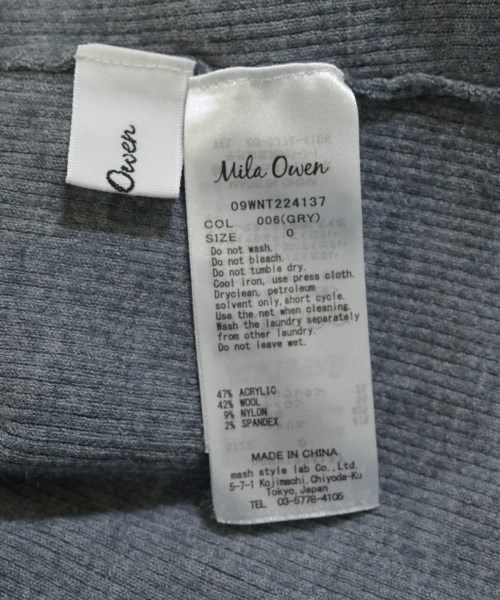 Owen
Mila Owen
09WNT224137
COL 006(GRY)
SIZE 0
Do not wash.
Do not bleach.
Do not tumble dry.
Cool iron, use press cloth.
Dryclean, petroleum
solvent only, short cycle.
Use the net when cleaning.
Wash the laundry separately
from other laundry.
Do not leave wet.
47% ACRYLIC
42% WOOL
9% NYLON
2% SPANDEX
MADE IN CHINA
mash style lab Co., Ltd.
5-7-1 Kojimachi, Chiyoda-Ku
Tokyo, Japan
TEL 03-5778-4105